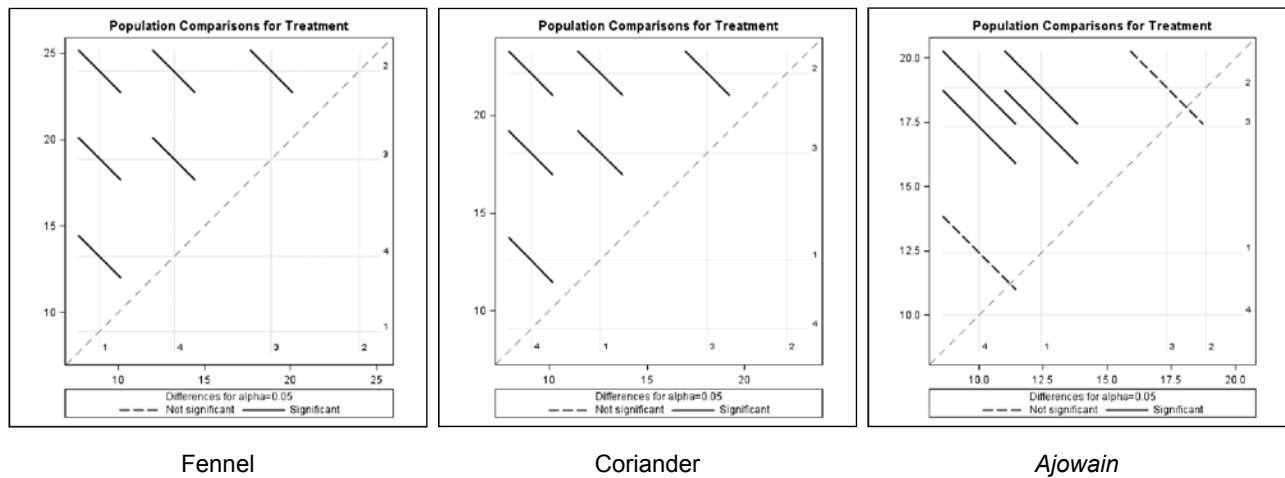 Population Comparisons for Treatment
25
20
15
10
2
3
4
1
1 4 3 2
10 15 20 25
Differences for alpha=0.05
Not significant Significant
Fennel
Population Comparisons for Treatment
20
15
10
2
3
1
4
4 1 3 2
10 15 20
Differences for alpha=0.05
Not significant Significant
Coriander
Population Comparisons for Treatment
20.0
17.5
15.0
12.5
10.0
2
3
1
4
4 1 3 2
10.0 12.5 15.0 17.5 20.0
Differences for alpha=0.05
Not significant Significant
Ajowain